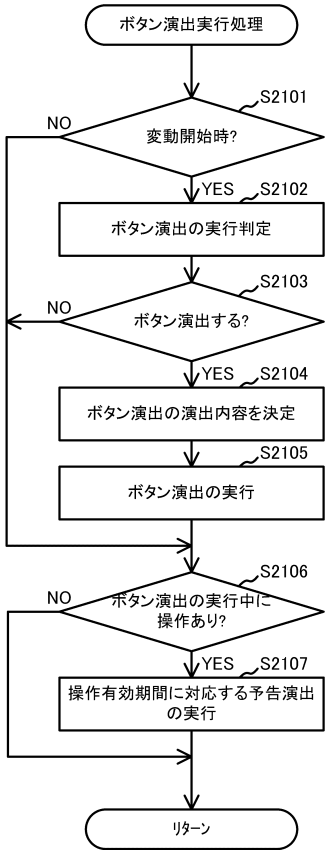 ボタン演出実行処理
S2101
NO
変動開始時?
YES
S2102
ボタン演出の実行判定
S2103
NO
ボタン演出する?
YES
S2104
ボタン演出の演出内容を決定
S2105
ボタン演出の実行
S2106
NO
ボタン演出の実行中に
操作あり?
YES
S2107
操作有効期間に対応する予告演出
の実行
リターン